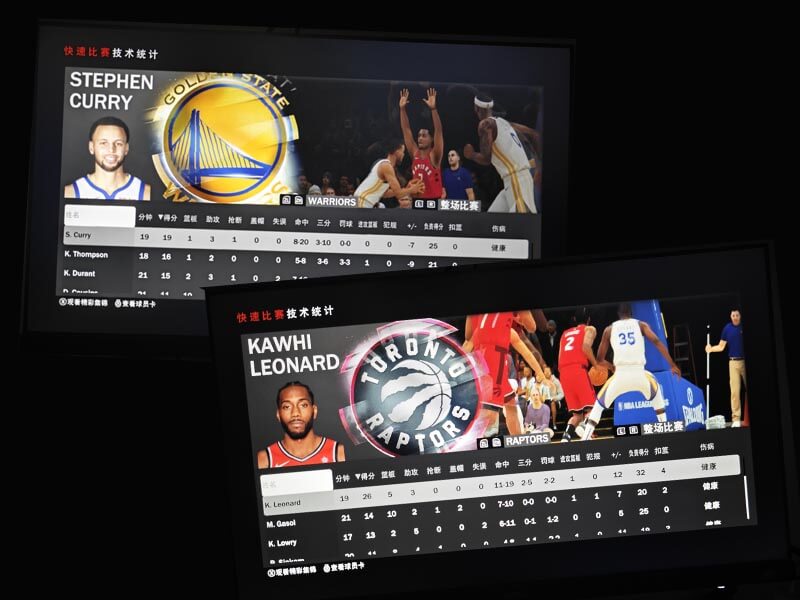 快速比赛技术统计
STEPHEN
CURRY
GOLDEN STATE
WARRIORS
整场比赛
姓名 分钟 ▼得分 篮板 助攻 抢断 盖帽 失误 命中 三分 罚球 进攻篮板 犯规 +/- 负责得分 扣篮 伤病
S. Curry 19 19 1 3 1 0 0 8-20 3-10 0-0 0 0 -7 25 0 健康
K. Thompson 18 16 1 2 0 0 0 5-8 3-6 3-3 1 0 -9 21 0
K. Durant 21 15 2 3 1 0 2
D. Cousins
观看精彩集锦 查看球员卡
快速比赛技术统计
KAWHI
LEONARD
TORONTO
RAPTORS
2
35
RAPTORS
整场比赛
姓名 分钟 ▼得分 篮板 助攻 抢断 盖帽 失误 命中 三分 罚球 进攻篮板 犯规 +/- 负责得分 扣篮 伤病
K. Leonard 19 26 5 3 0 0 0 11-19 2-5 2-2 1 0 12 32 4 健康
M. Gasol 21 14 10 2 1 2 0 7-10 0-0 0-0 1 1 7 20 2 健康
K. Lowry 17 13 2 5 0 0 2 6-11 0-1 1-2 0 0 5 25 0 健康
观看精彩集锦 查看球员卡